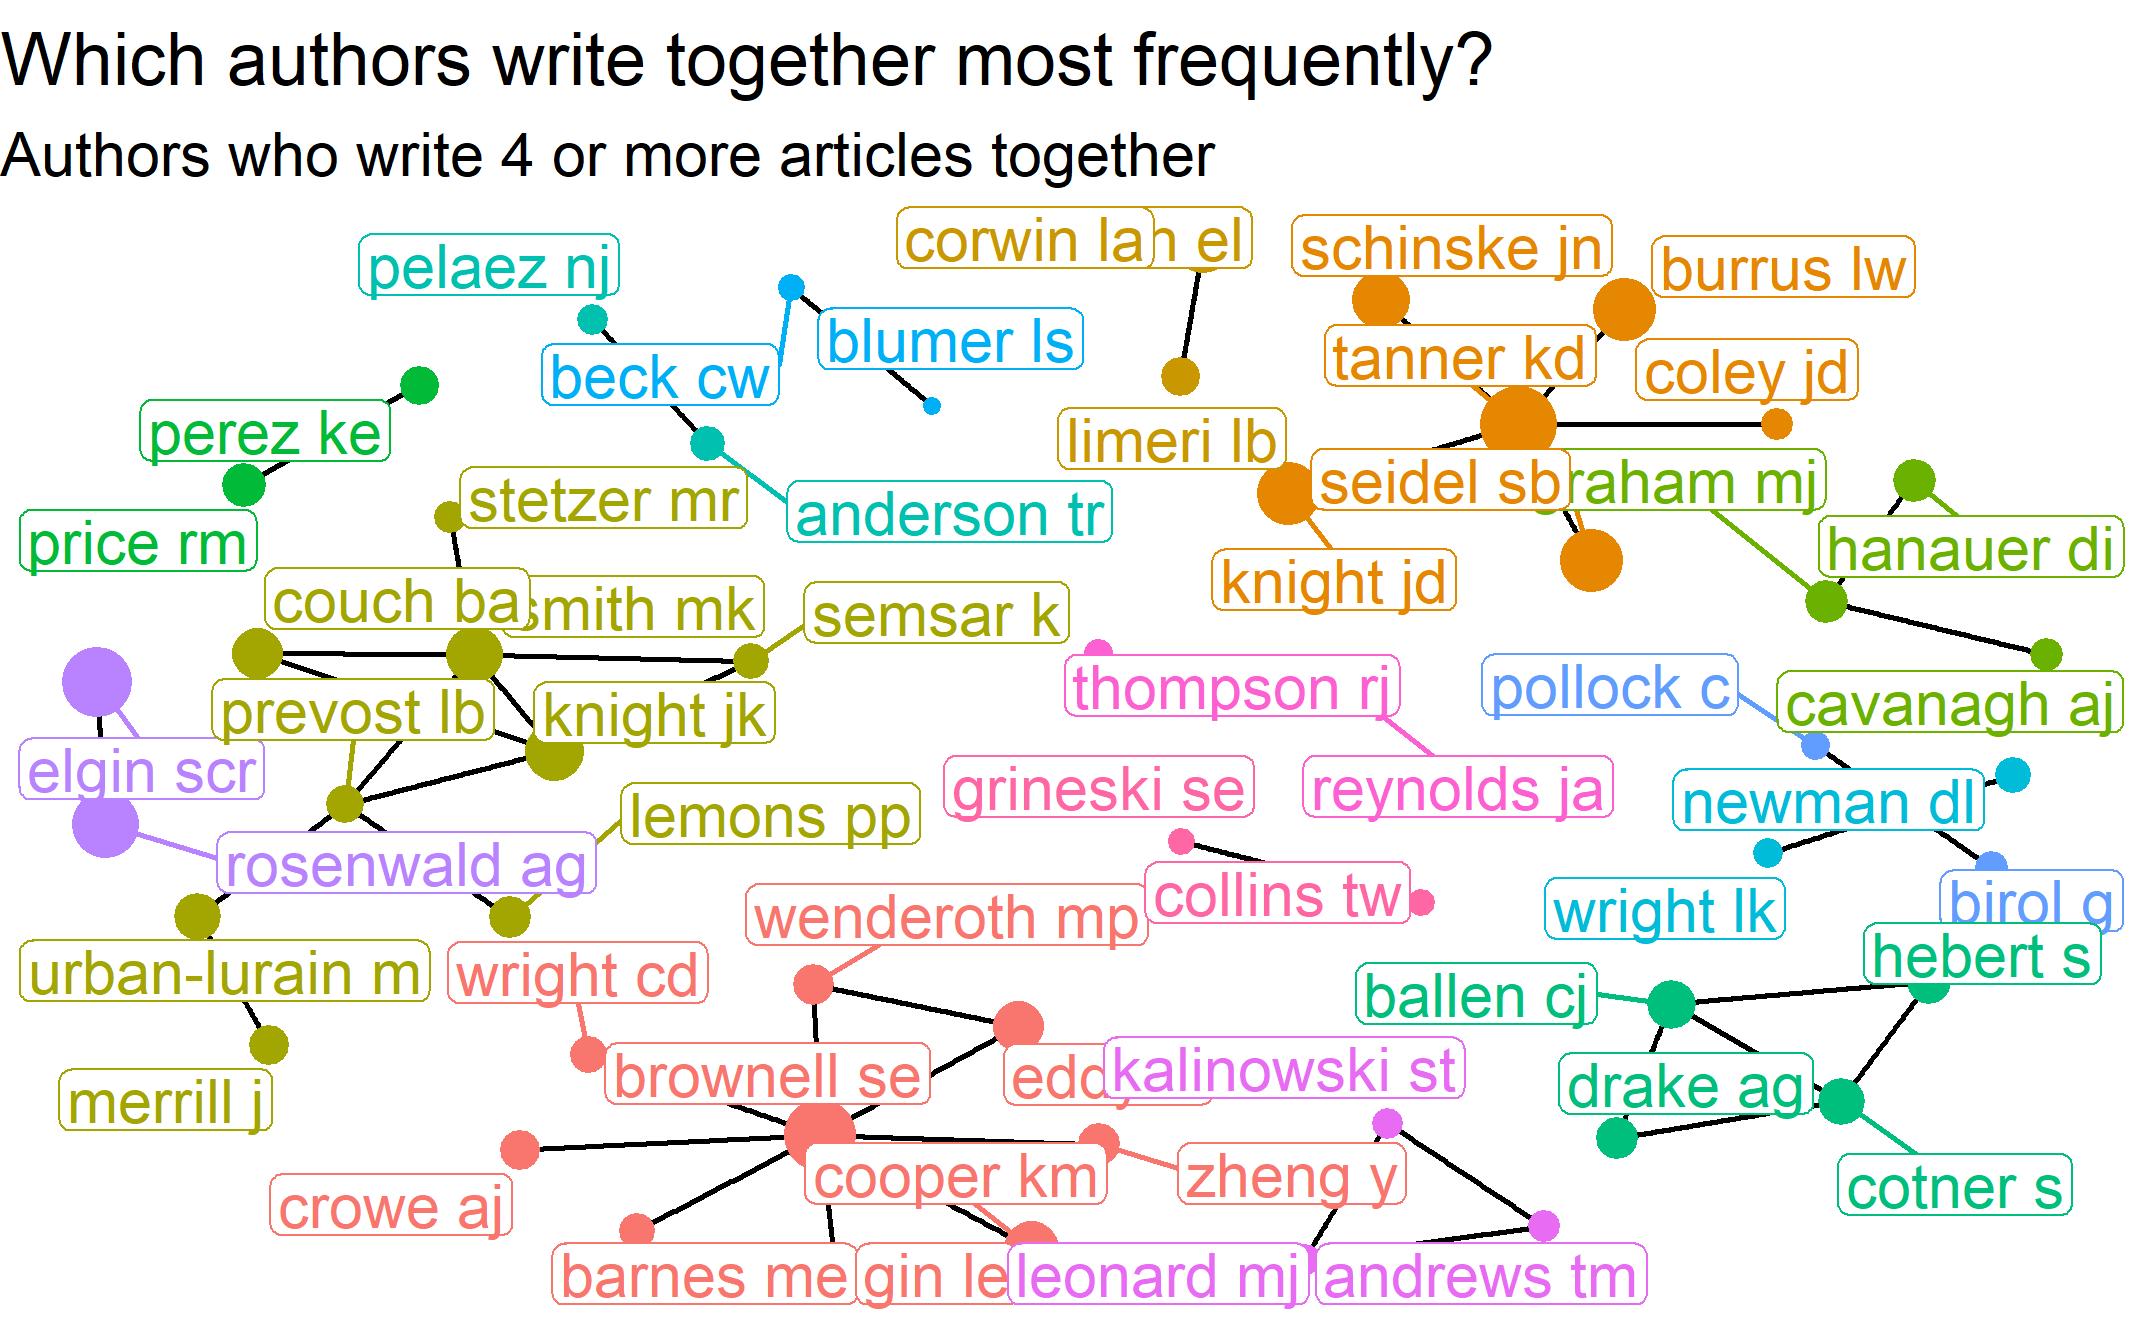 Which authors write together most frequently?
Authors who write 4 or more articles together
corwin la
el
schinske jn
pelaez nj
burrus lw
blumer ls
tanner kd
beck cw
coley jd
perez ke
limeri lb
seidel sb
mj
stetzer mr
anderson tr
price rm
hanauer di
knight jd
couch ba
smith mk
semsar k
thompson rj
pollock c
cavanagh aj
prevost lb
knight jk
elgin scr
grineski se
reynolds ja
newman dl
lemons pp
rosenwald ag
collins tw
wenderoth mp
wright lk
birol g
hebert s
urban-lurain m
wright cd
ballen cj
brownell se
kalinowski st
drake ag
merrill j
cooper km
zheng y
cotner s
crowe aj
barnes me
leonard mj
andrews tm